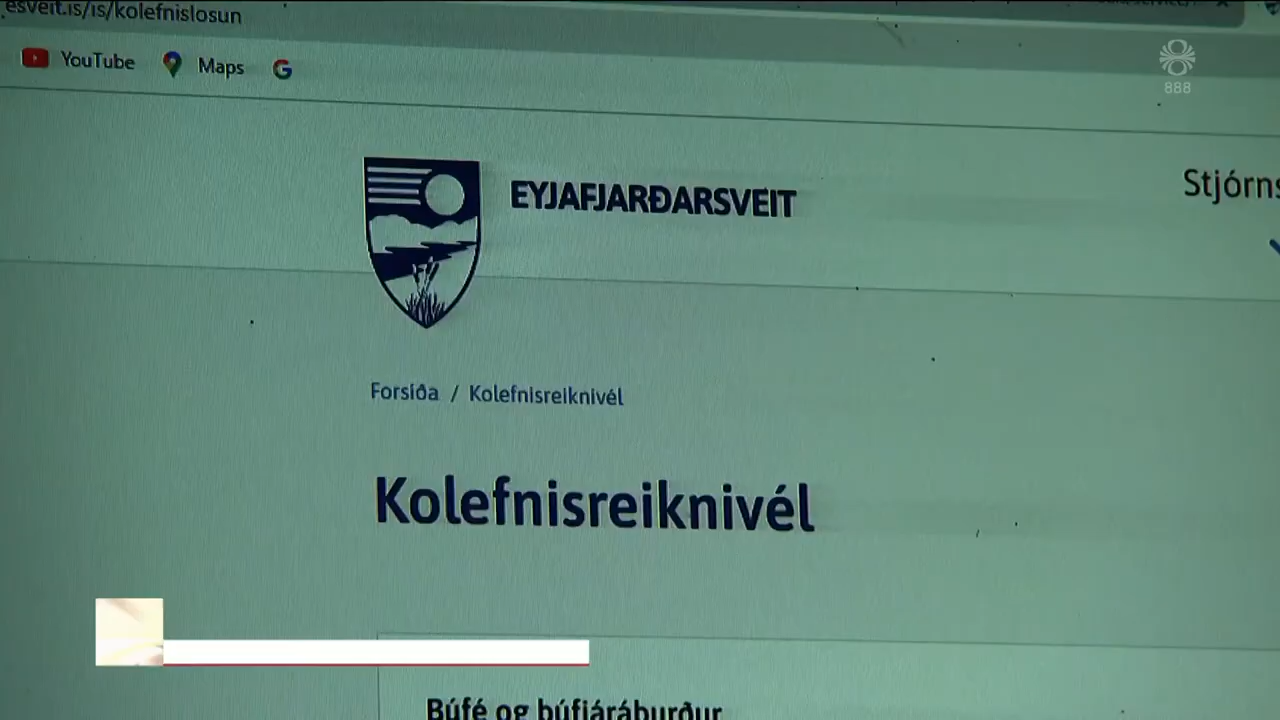 esveit.is/is/kolefnislosun
YouTube Maps
888
EYJAFJARÐARSVEIT
Stjórns
Forsíða / Kolefnisreiknivél
Kolefnisreiknivél
Búfé og búfjáráburður